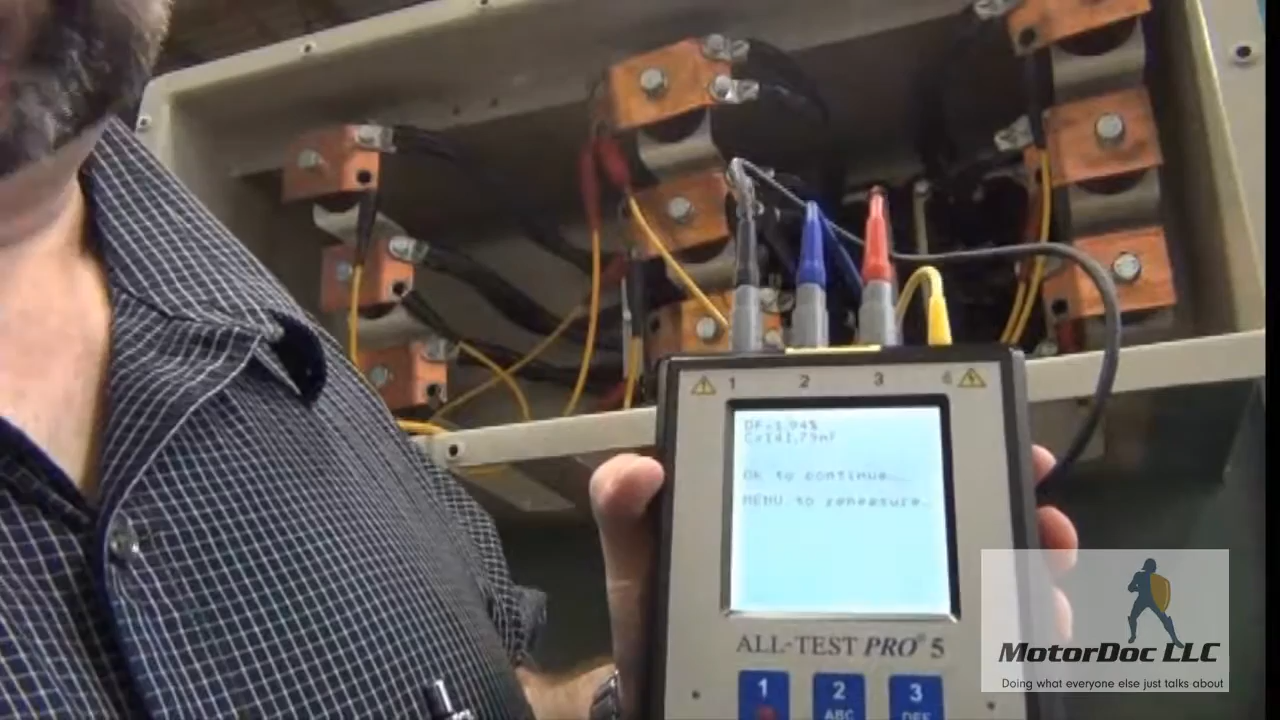 1 2 3 4
DF=1.94%
C=141.79nF
Ok to continue...
MENU to remeasure.
ALL-TEST PRO® 5
1 2 3
ABC DEF
MotorDoc LLC
Doing what everyone else just talks about